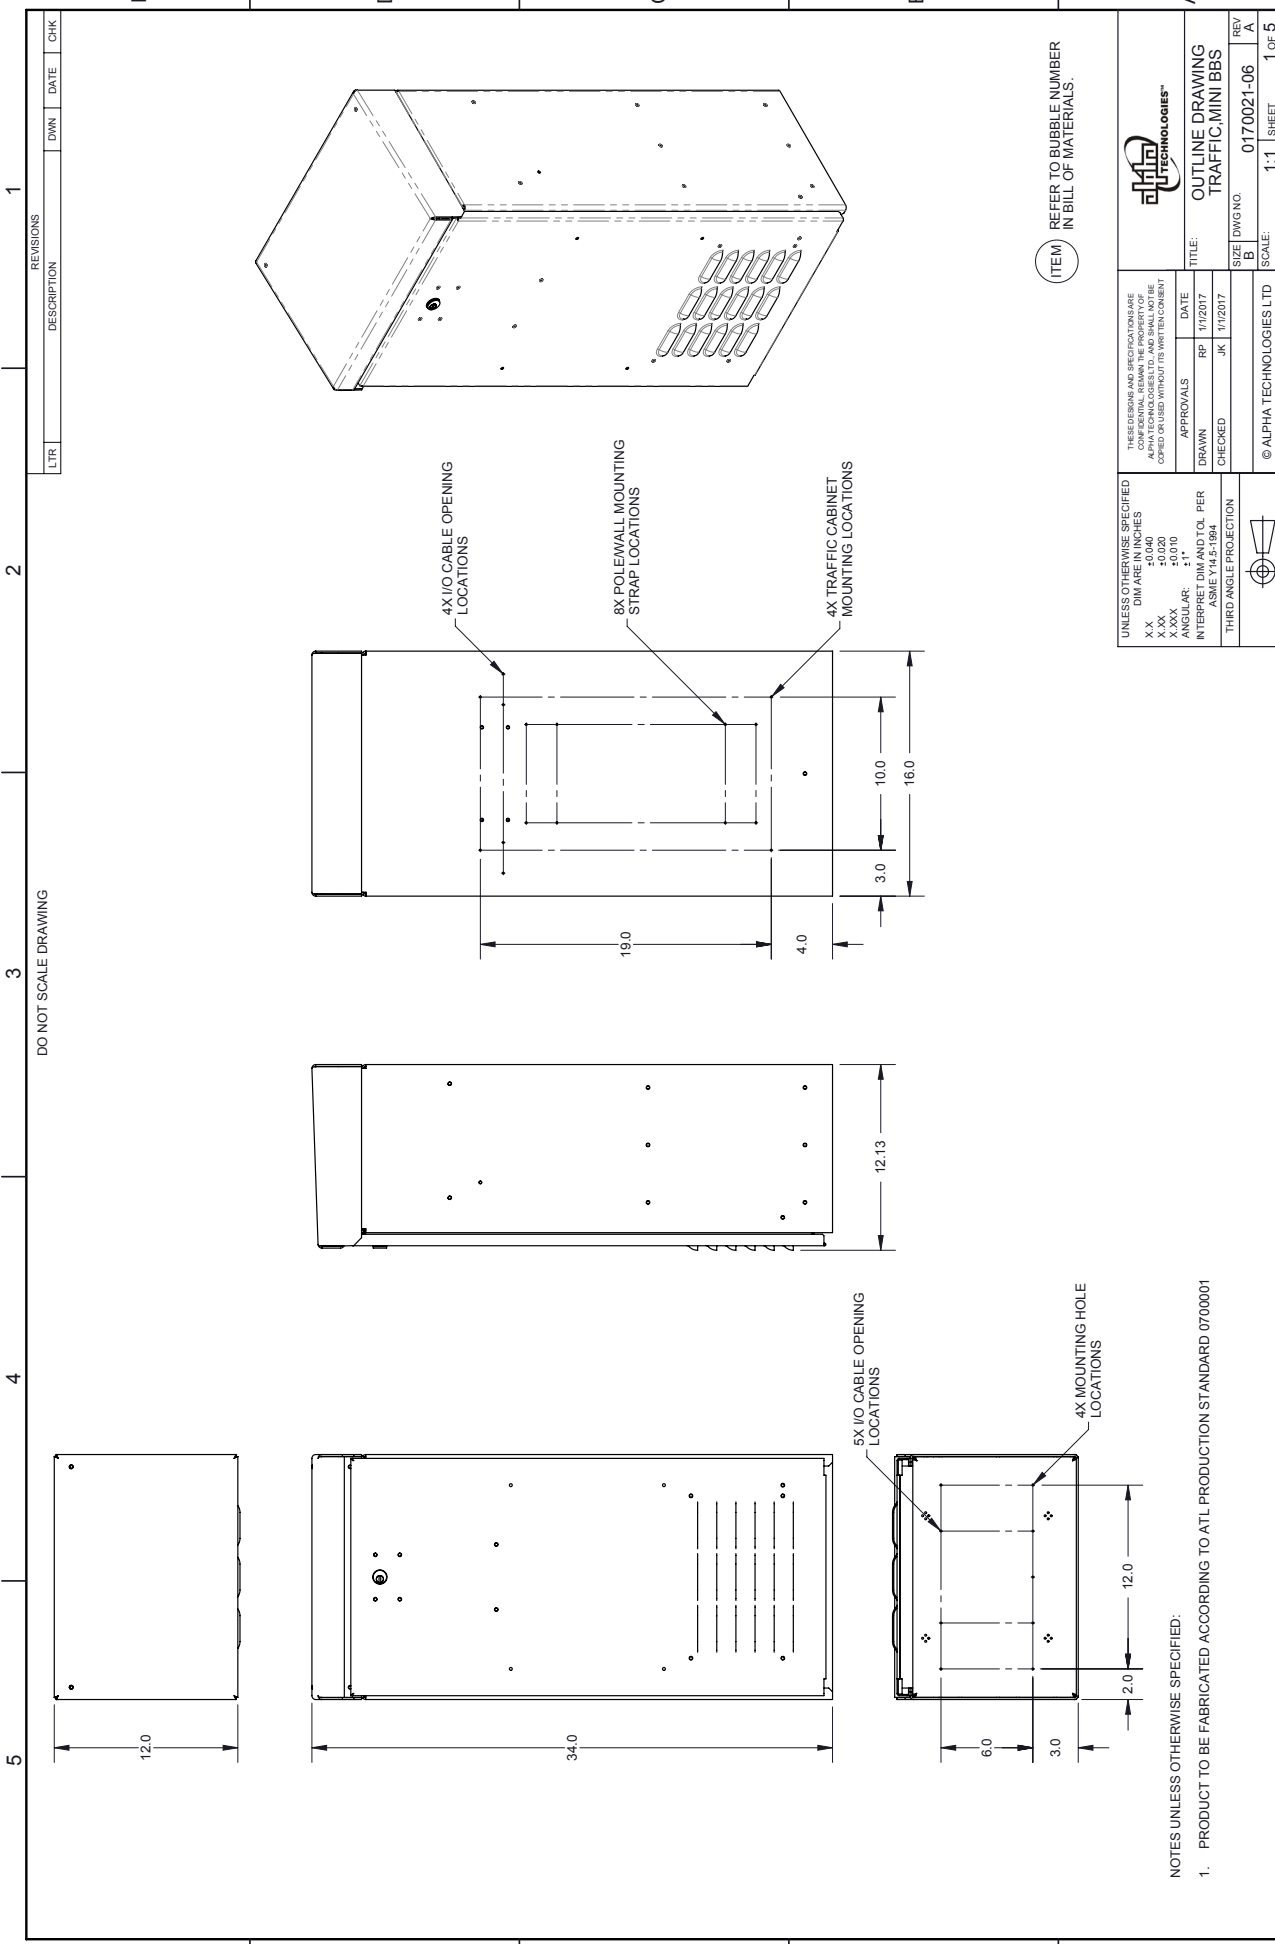 5
4
3
2
1
DO NOT SCALE DRAWING
REVISIONS
LTR
DESCRIPTION
DWN
DATE
CHK
12.0
34.0
12.13
19.0
4.0
3.0
10.0
16.0
4X I/O CABLE OPENING
LOCATIONS
8X POLE/WALL MOUNTING
STRAP LOCATIONS
4X TRAFFIC CABINET
MOUNTING LOCATIONS
5X I/O CABLE OPENING
LOCATIONS
4X MOUNTING HOLE
LOCATIONS
6.0
3.0
2.0
12.0
ITEM
REFER TO BUBBLE NUMBER
IN BILL OF MATERIALS.
NOTES UNLESS OTHERWISE SPECIFIED:
1. PRODUCT TO BE FABRICATED ACCORDING TO ATL PRODUCTION STANDARD 0700001
UNLESS OTHERWISE SPECIFIED
DIM ARE IN INCHES
X.X ±0.040
X.XX ±0.020
X.XXX ±0.010
ANGULAR: ±1°
INTERPRET DIM AND TOL PER
ASME Y14.5-1994
THIRD ANGLE PROJECTION
THESE DESIGNS AND SPECIFICATIONS ARE
CONFIDENTIAL, REMAIN THE PROPERTY OF
ALPHA TECHNOLOGIES LTD., AND SHALL NOT BE
COPIED OR USED WITHOUT ITS WRITTEN CONSENT
APPROVALS DATE
DRAWN RP 1/1/2017
CHECKED JK 1/1/2017
© ALPHA TECHNOLOGIES LTD
TECHNOLOGIES™
TITLE:
OUTLINE DRAWING
TRAFFIC,MINI BBS
SIZE DWG NO. REV
B 0170021-06 A
SCALE: 1:1 SHEET 1 OF 5